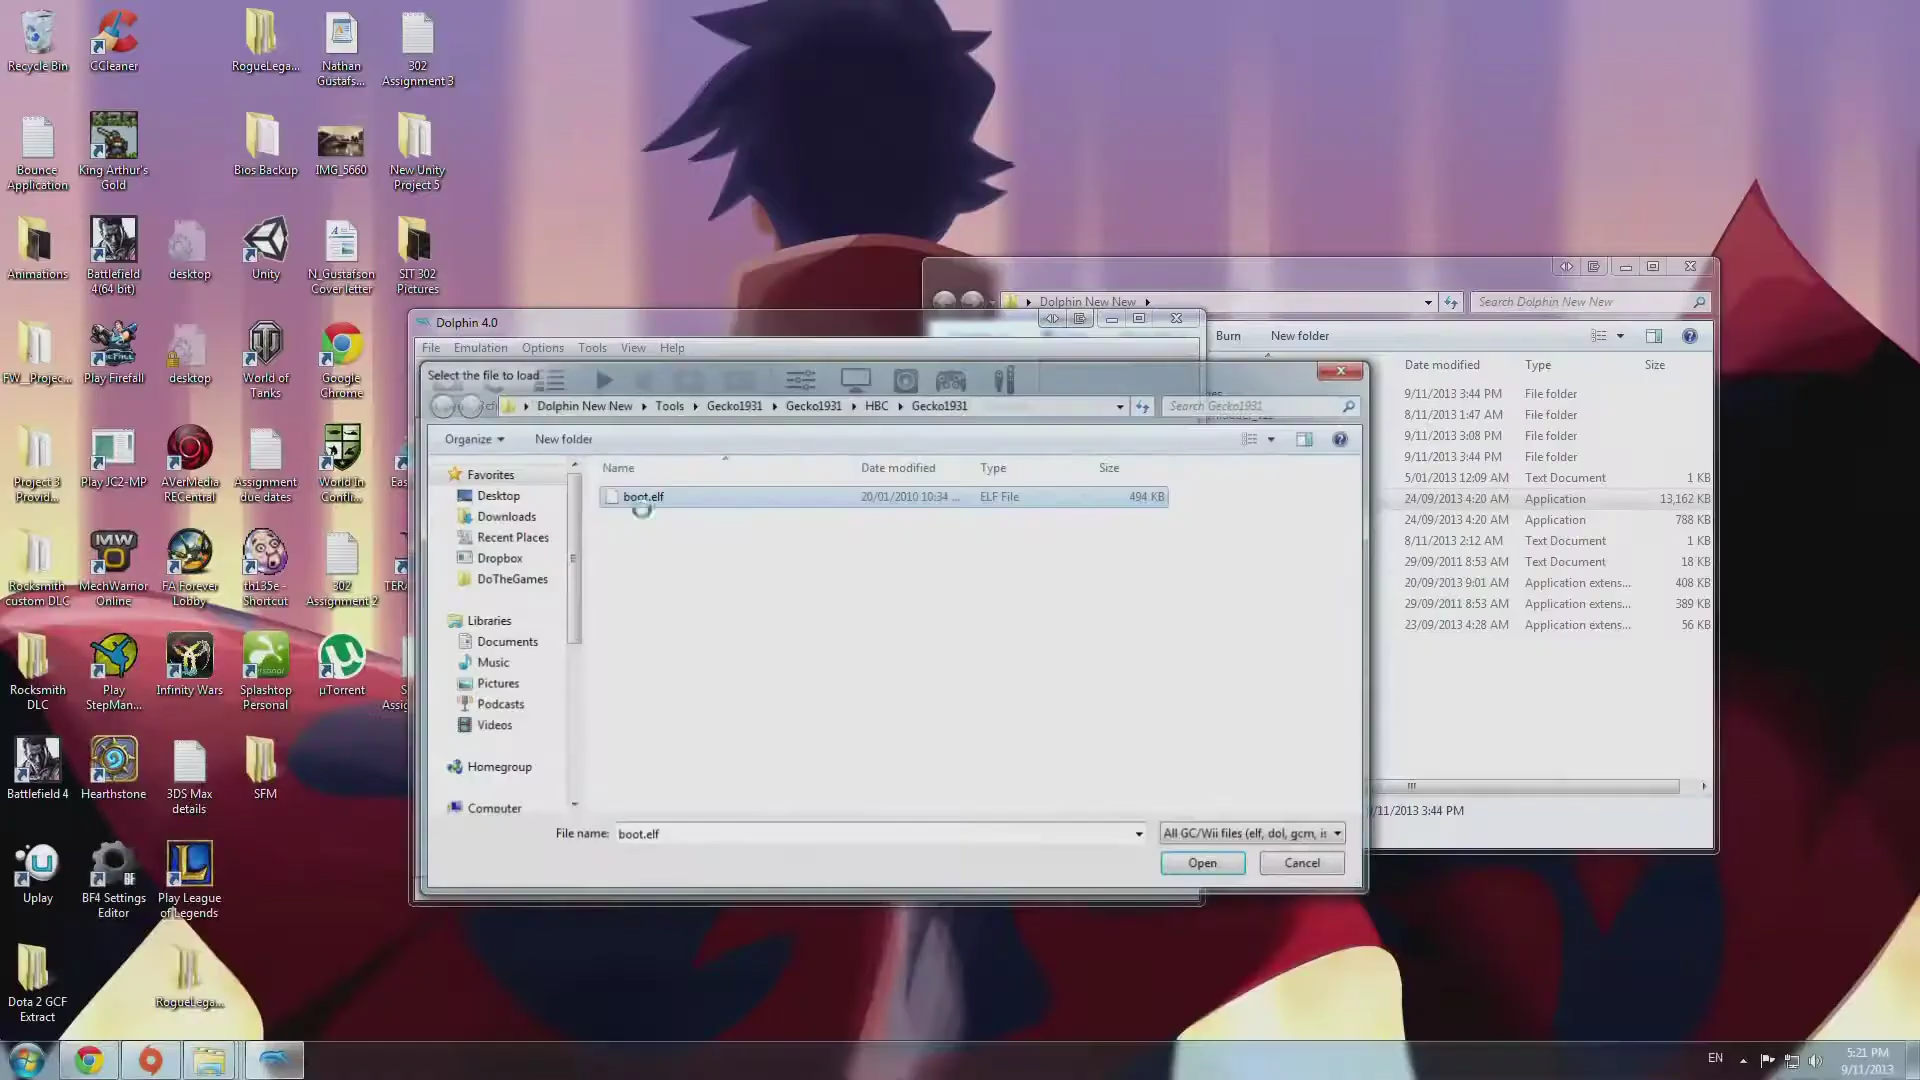 Recycle Bin
CCleaner
RogueLega...
Nathan
Gustafs...
302
Assignment 3
Bounce
Application
King Arthur's
Gold
Bios Backup
IMG_5660
New Unity
Project 5
Animations
Battlefield
4(64 bit)
desktop
Unity
N_Gustafson
Cover letter
SIT 302
Pictures
FW__Projec...
Play Firefall
desktop
World of
Tanks
Google
Chrome
Project 3
Provid...
Play JC2-MP
AVerMedia
RECentral
Assignment
due dates
World In
Confli...
Rocksmith
custom DLC
MechWarrior
Online
FA Forever
Lobby
th135e -
Shortcut
302
Assignment 2
Rocksmith
DLC
Play
StepMan...
Infinity Wars
Splashtop
Personal
µTorrent
Battlefield 4
Hearthstone
3DS Max
details
SFM
Uplay
BF4 Settings
Editor
Play League
of Legends
Dota 2 GCF
Extract
RogueLega...
Dolphin New New
Search Dolphin New New
Burn
New folder
Date modified
Type
Size
9/11/2013 3:44 PM File folder
8/11/2013 1:47 AM File folder
9/11/2013 3:08 PM File folder
9/11/2013 3:44 PM File folder
5/01/2013 12:09 AM Text Document 1 KB
24/09/2013 4:20 AM Application 13,162 KB
24/09/2013 4:20 AM Application 788 KB
8/11/2013 2:12 AM Text Document 1 KB
29/09/2011 8:53 AM Text Document 18 KB
20/09/2013 9:01 AM Application extens... 408 KB
29/09/2011 8:53 AM Application extens... 389 KB
23/09/2013 4:28 AM Application extens... 56 KB
/11/2013 3:44 PM
Dolphin 4.0
File Emulation Options Tools View Help
Select the file to load
Dolphin New New Tools Gecko1931 Gecko1931 HBC Gecko1931
Search Gecko1931
Organize New folder
Name Date modified Type Size
boot.elf 20/01/2010 10:34 ... ELF File 494 KB
Favorites
Desktop
Downloads
Recent Places
Dropbox
DoTheGames
Libraries
Documents
Music
Pictures
Podcasts
Videos
Homegroup
Computer
File name: boot.elf
All GC/Wii files (elf, dol, gcm, is
Open
Cancel
EN
5:21 PM
9/11/2013